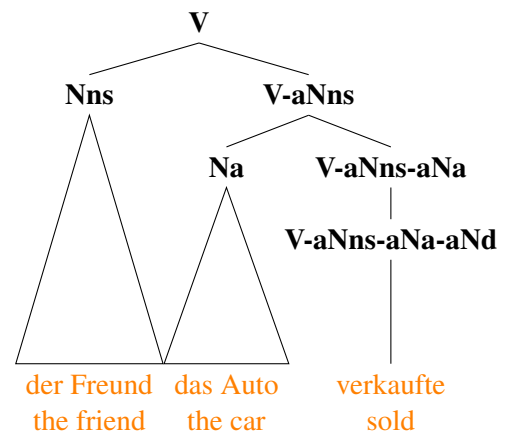 V
Nns V-aNns
Na V-aNns-aNa
V-aNns-aNa-aNd
der Freund das Auto verkaufte
the friend the car sold